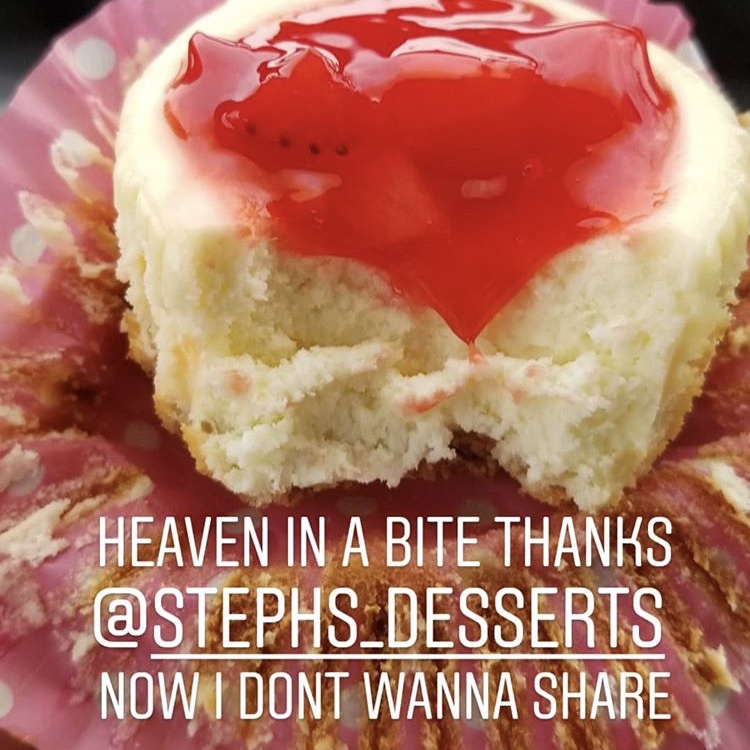 HEAVEN IN A BITE THANKS
@STEPHS_DESSERTS
NOW I DONT WANNA SHARE